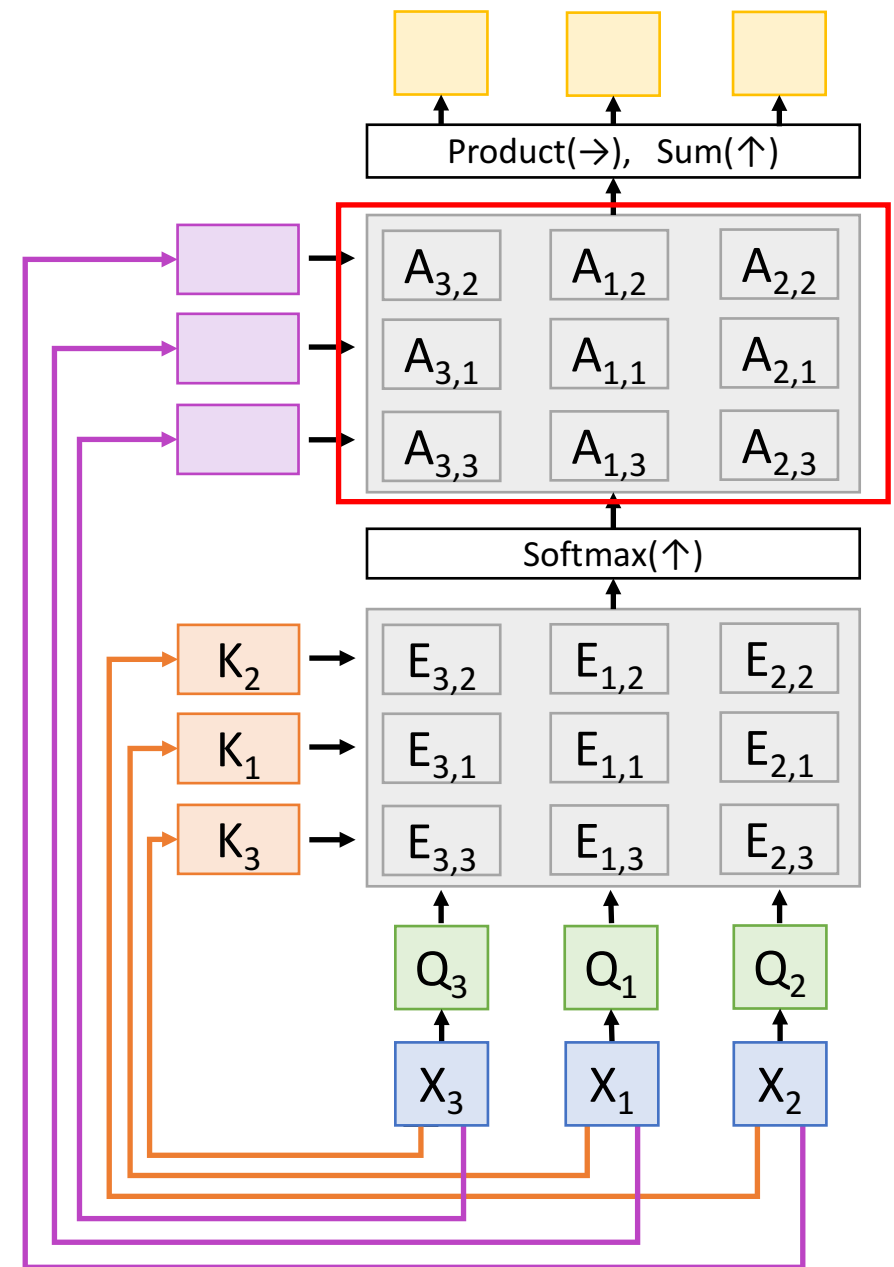 Product(→), Sum(↑)
A3,2 A1,2 A2,2
A3,1 A1,1 A2,1
A3,3 A1,3 A2,3
Softmax(↑)
K2 E3,2 E1,2 E2,2
K1 E3,1 E1,1 E2,1
K3 E3,3 E1,3 E2,3
Q3 Q1 Q2
X3 X1 X2